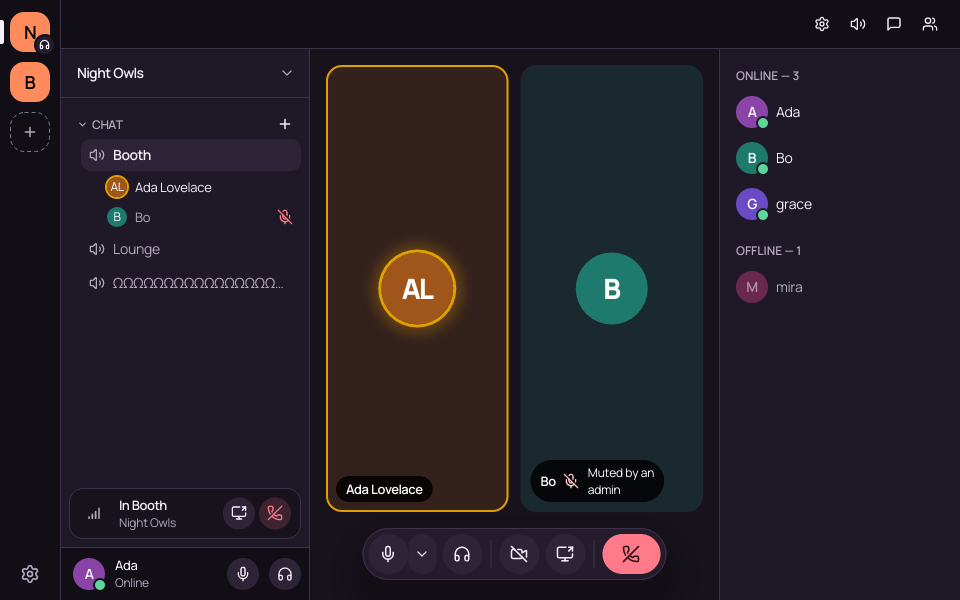 N
B
Night Owls
CHAT
Booth
AL
Ada Lovelace
B
Bo
Lounge
ΩΩΩΩΩΩΩΩΩΩΩΩΩΩΩ...
In Booth
Night Owls
A
Ada
Online
AL
Ada Lovelace
B
Bo
Muted by an
admin
ONLINE — 3
A
Ada
B
Bo
G
grace
OFFLINE — 1
M
mira